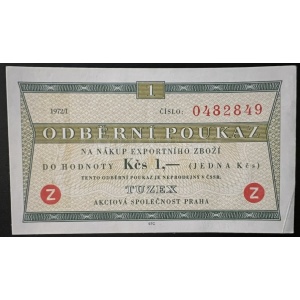 1
1972/I
ČÍSLO: 0482849
ODBĚRNÍ POUKAZ
NA NÁKUP EXPORTNÍHO ZBOŽÍ
DO HODNOTY Kčs 1,— (JEDNA Kčs)
TENTO ODBĚRNÍ POUKAZ JE NEPRODEJNÝ V ČSSR.
Z TUZEX Z
AKCIOVÁ SPOLEČNOST PRAHA